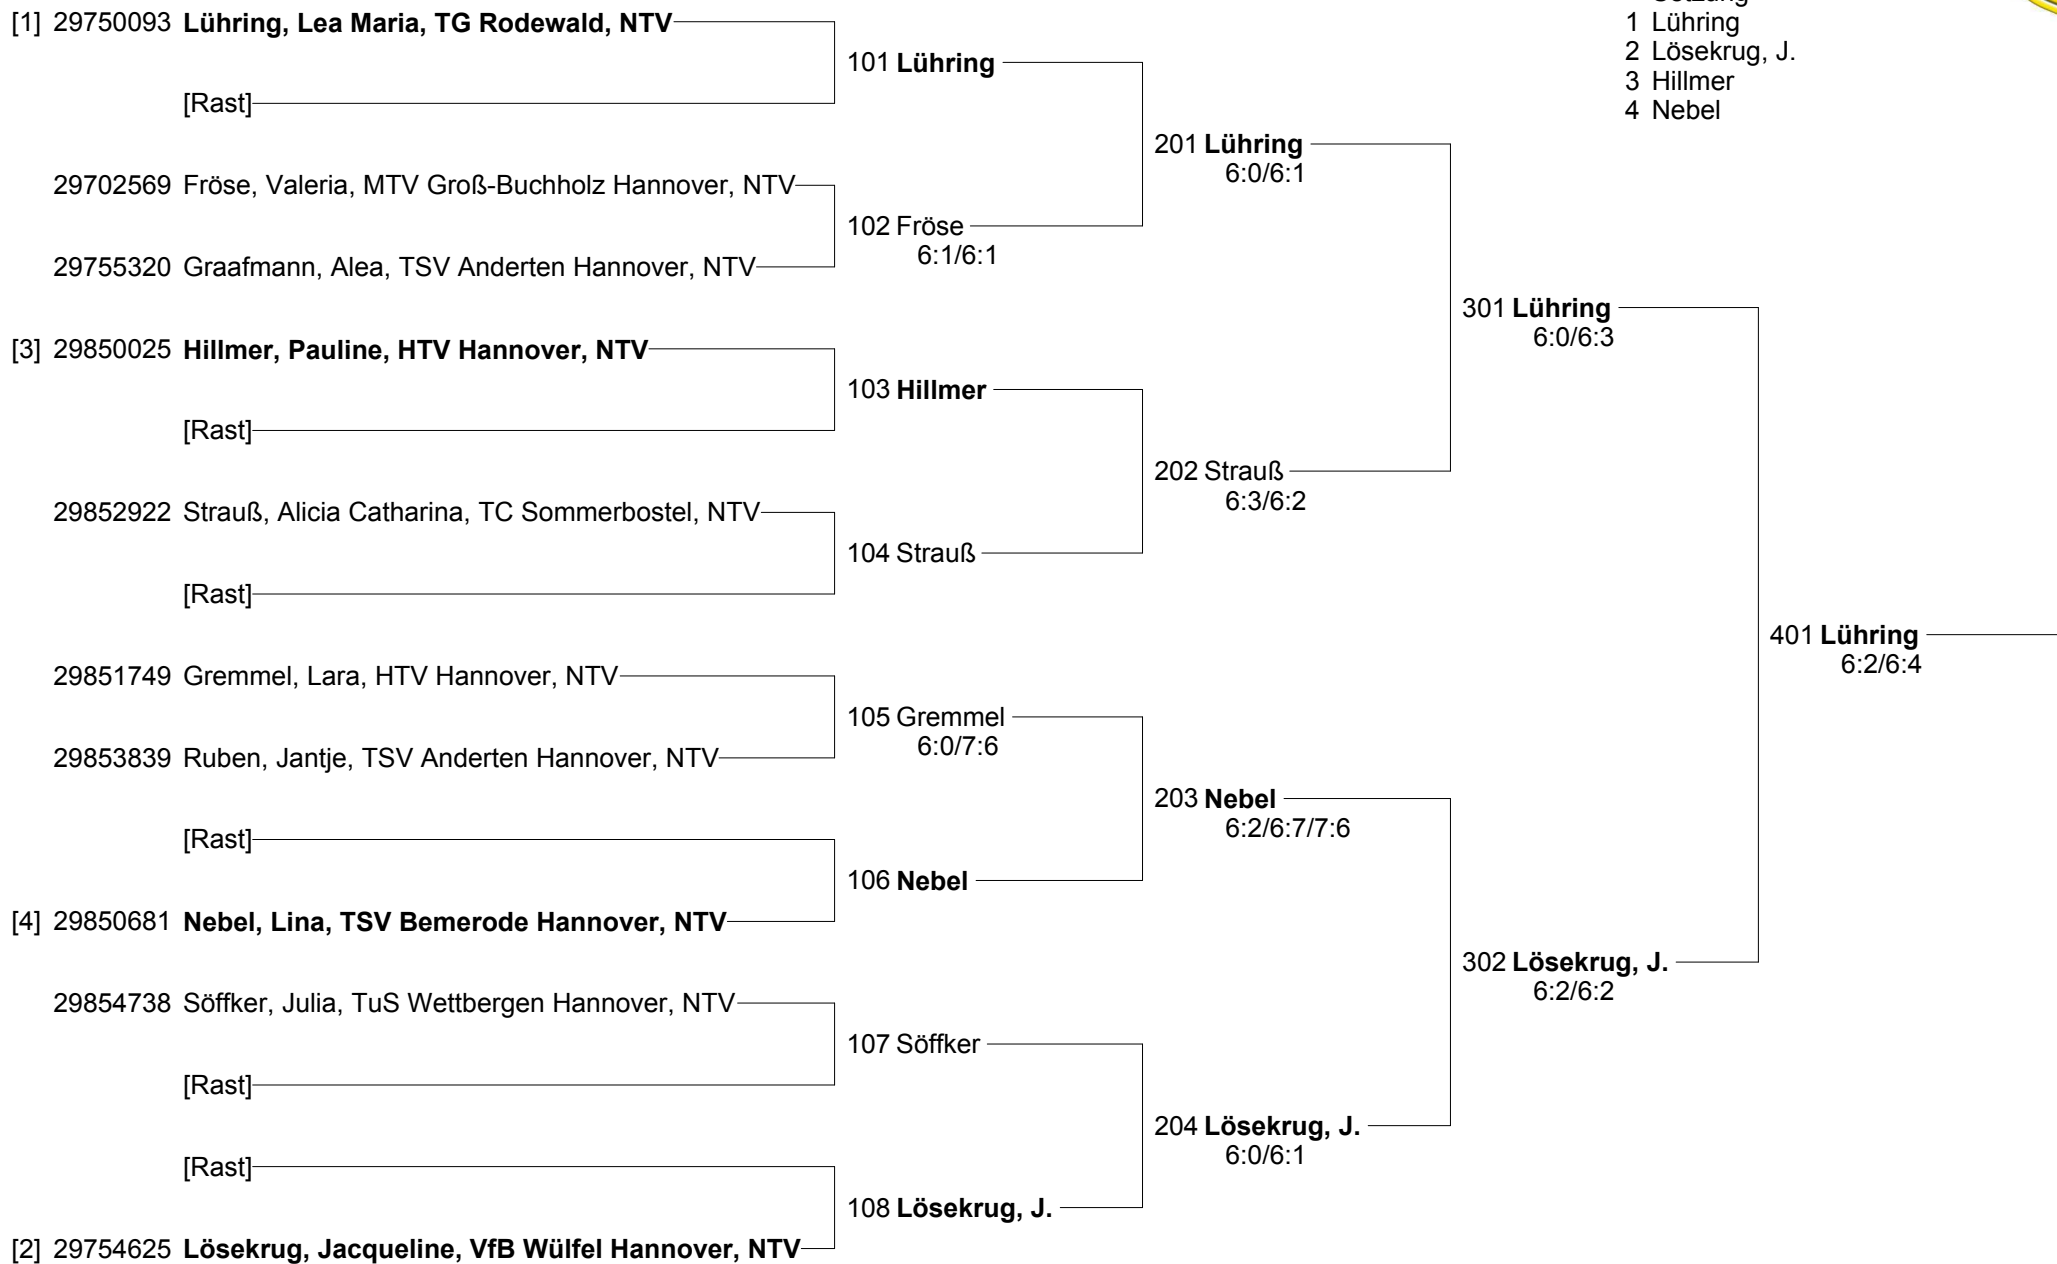 Setzung
1 Lühring
2 Lösekrug, J.
3 Hillmer
4 Nebel
[1] 29750093 Lühring, Lea Maria, TG Rodewald, NTV
101 Lühring
[Rast]
201 Lühring
6:0/6:1
29702569 Fröse, Valeria, MTV Groß-Buchholz Hannover, NTV
102 Fröse
6:1/6:1
29755320 Graafmann, Alea, TSV Anderten Hannover, NTV
301 Lühring
6:0/6:3
[3] 29850025 Hillmer, Pauline, HTV Hannover, NTV
103 Hillmer
[Rast]
202 Strauß
6:3/6:2
29852922 Strauß, Alicia Catharina, TC Sommerbostel, NTV
104 Strauß
[Rast]
401 Lühring
6:2/6:4
29851749 Gremmel, Lara, HTV Hannover, NTV
105 Gremmel
6:0/7:6
29853839 Ruben, Jantje, TSV Anderten Hannover, NTV
203 Nebel
6:2/6:7/7:6
[Rast]
106 Nebel
[4] 29850681 Nebel, Lina, TSV Bemerode Hannover, NTV
302 Lösekrug, J.
6:2/6:2
29854738 Söffker, Julia, TuS Wettbergen Hannover, NTV
107 Söffker
[Rast]
204 Lösekrug, J.
6:0/6:1
[Rast]
108 Lösekrug, J.
[2] 29754625 Lösekrug, Jacqueline, VfB Wülfel Hannover, NTV